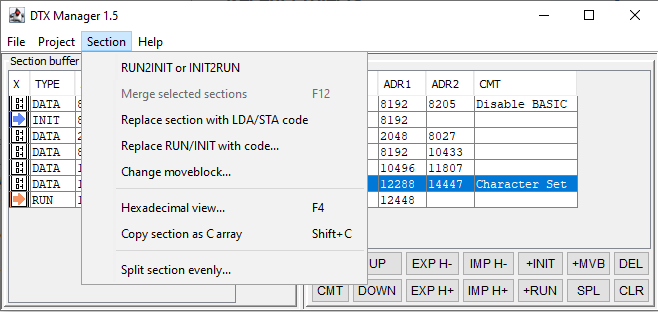 DTX Manager 1.5
File Project Section Help
Section buffer
X TYPE ADR1 ADR2 CMT
DATA 8 8192 8205 Disable BASIC
INIT 8 8192
DATA 2 2048 8027
DATA 8 8192 10433
DATA 1 10496 11807
DATA 1 12288 14447 Character Set
RUN 1 12448
RUN2INIT or INIT2RUN
Merge selected sections F12
Replace section with LDA/STA code
Replace RUN/INIT with code...
Change moveblock...
Hexadecimal view... F4
Copy section as C array Shift+C
Split section evenly...
UP EXP H- IMP H- +INIT +MVB DEL
CMT DOWN EXP H+ IMP H+ +RUN SPL CLR